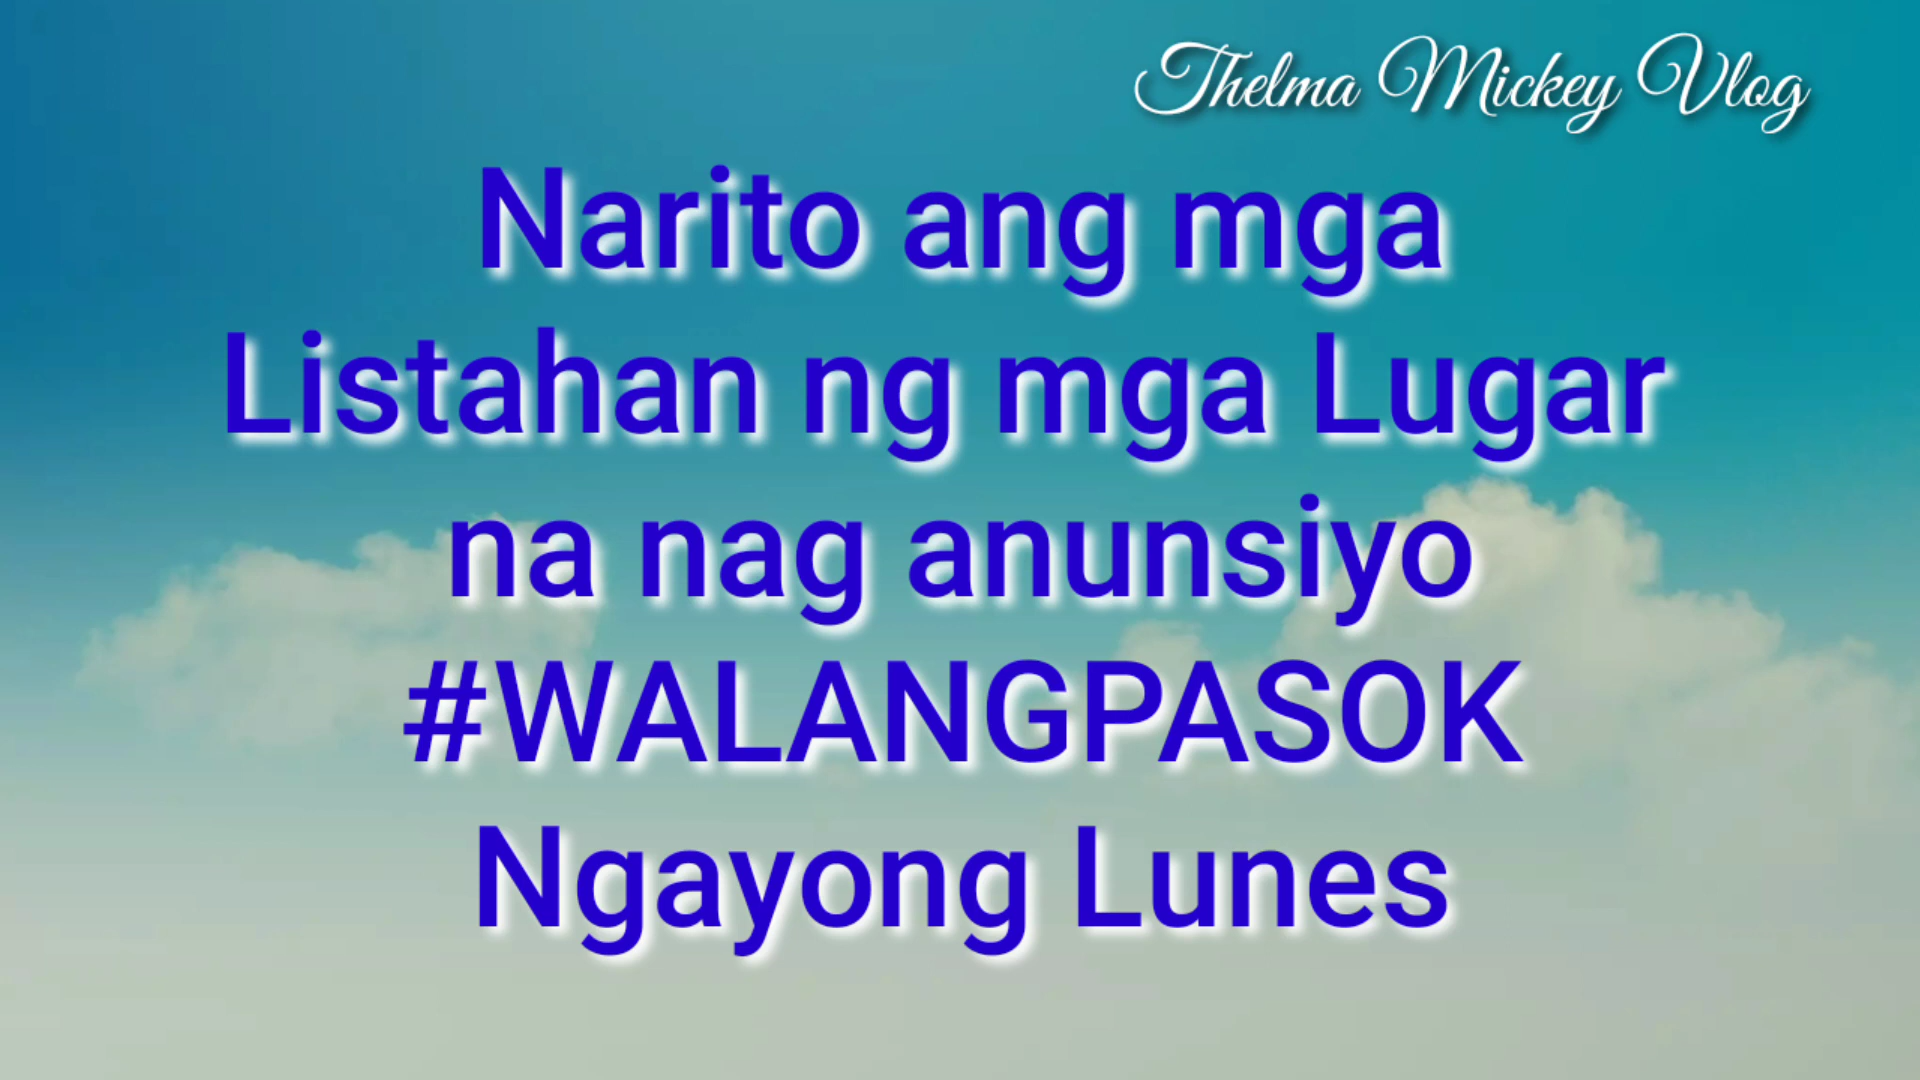 Thelma Mickey Vlog
Narito ang mga
Listahan ng mga Lugar
na nag anunsiyo
#WALANGPASOK
Ngayong Lunes